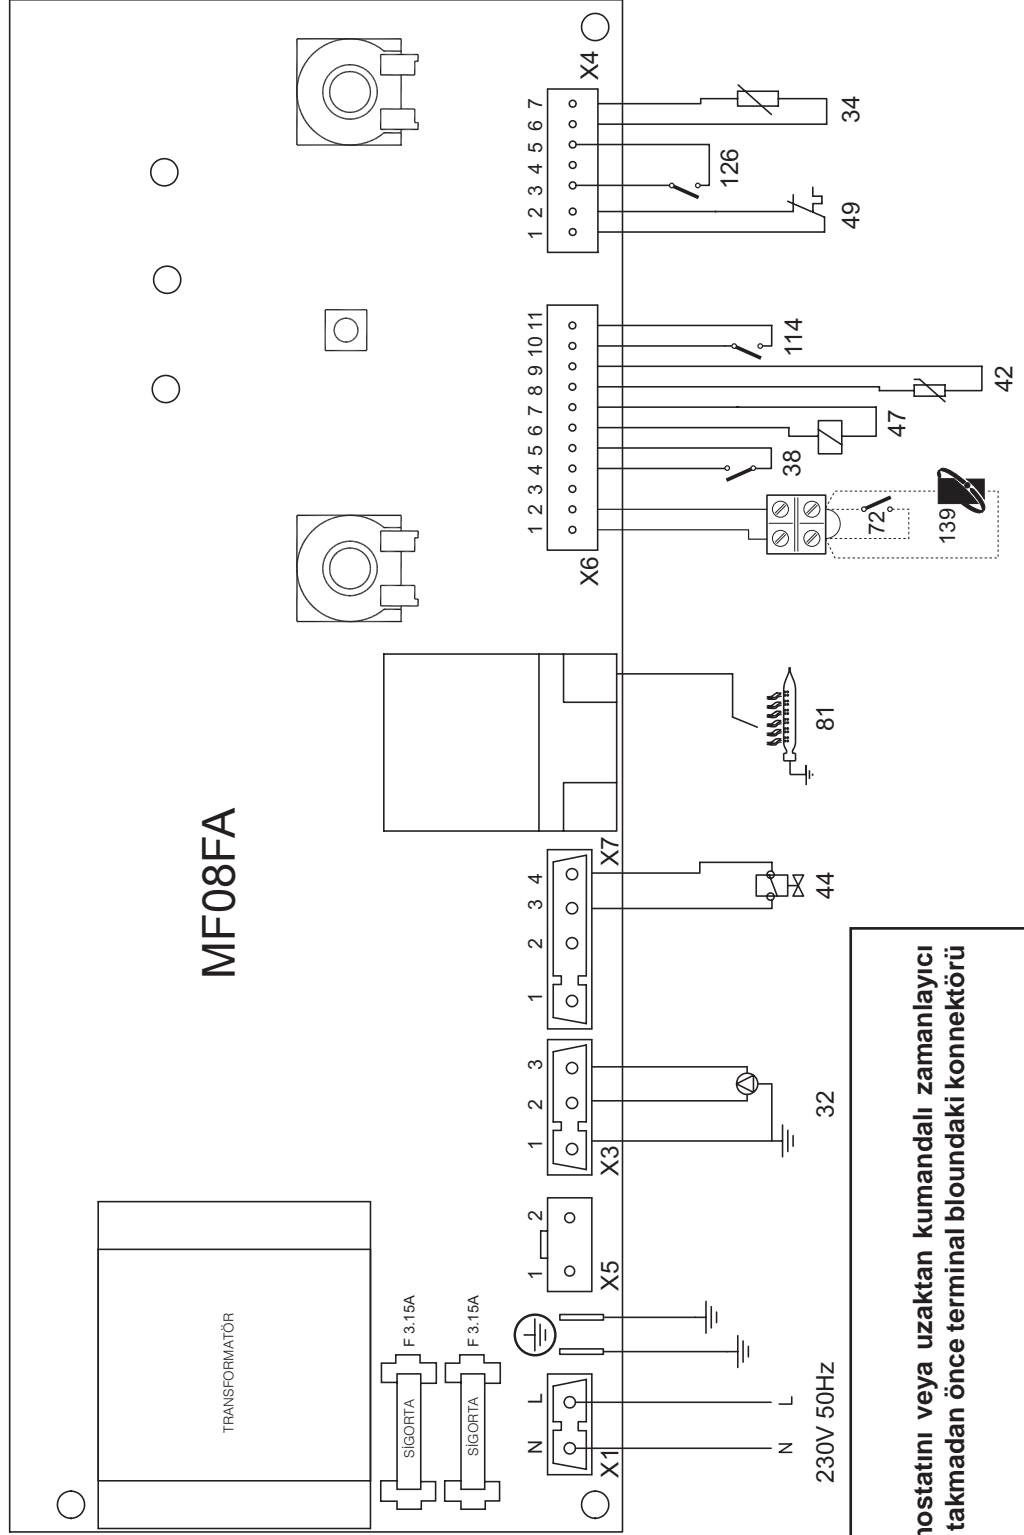 MF08FA
TRANSFORMATÖR
SİGORTA
F 3.15A
SİGORTA
F 3.15A
N L
X1
1 2
X5
1 2 3
X3
1 2 3 4
X7
1 2 3 4 5 6 7 8 9 10 11
X6
1 2 3 4 5 6 7
X4
N L
230V 50Hz
32
44
81
72
139
38
47
42
114
49
126
34
veya uzaktan kumandalı zamanlayıcı
takmadan önce terminal bloundaki konnektörü